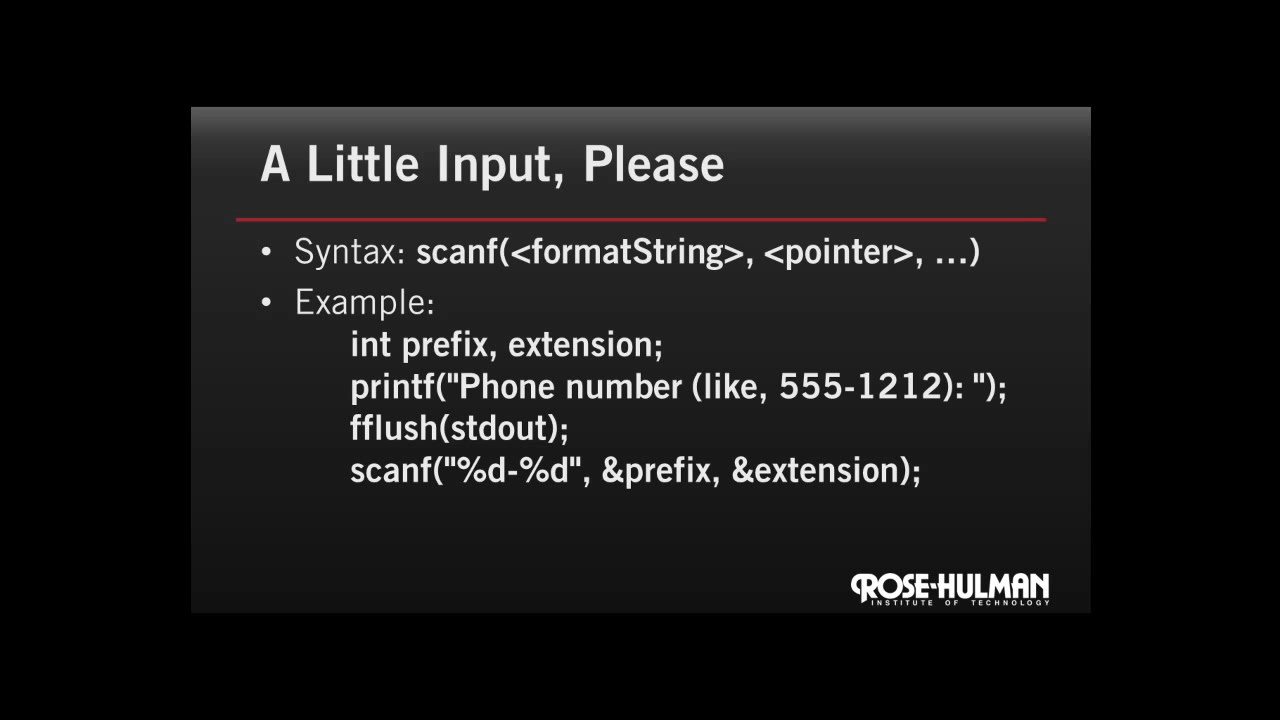 A Little Input, Please
• Syntax: scanf(<formatString>, <pointer>, ...)
• Example:
int prefix, extension;
printf("Phone number (like, 555-1212): ");
fflush(stdout);
scanf("%d-%d", &prefix, &extension);
ROSE-HULMAN
INSTITUTE OF TECHNOLOGY